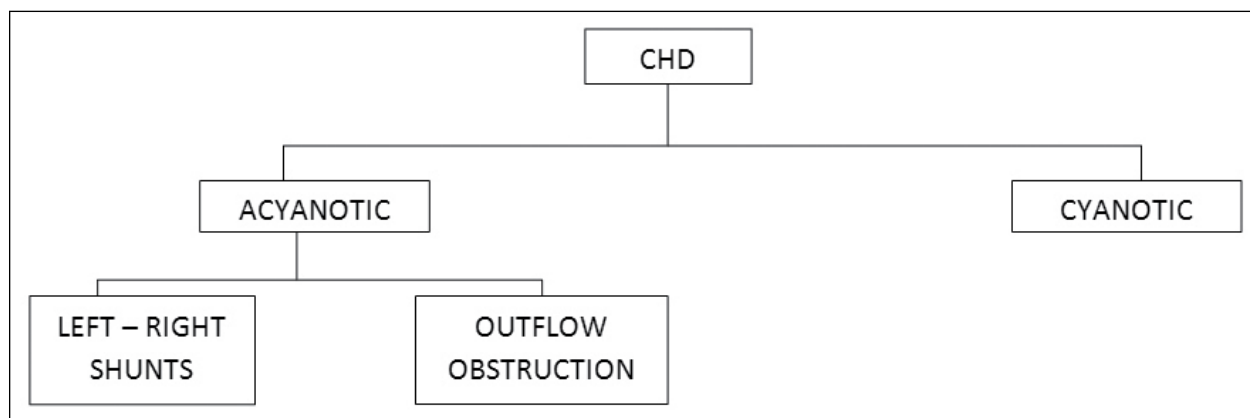 CHD
ACYANOTIC
CYANOTIC
LEFT – RIGHT
SHUNTS
OUTFLOW
OBSTRUCTION